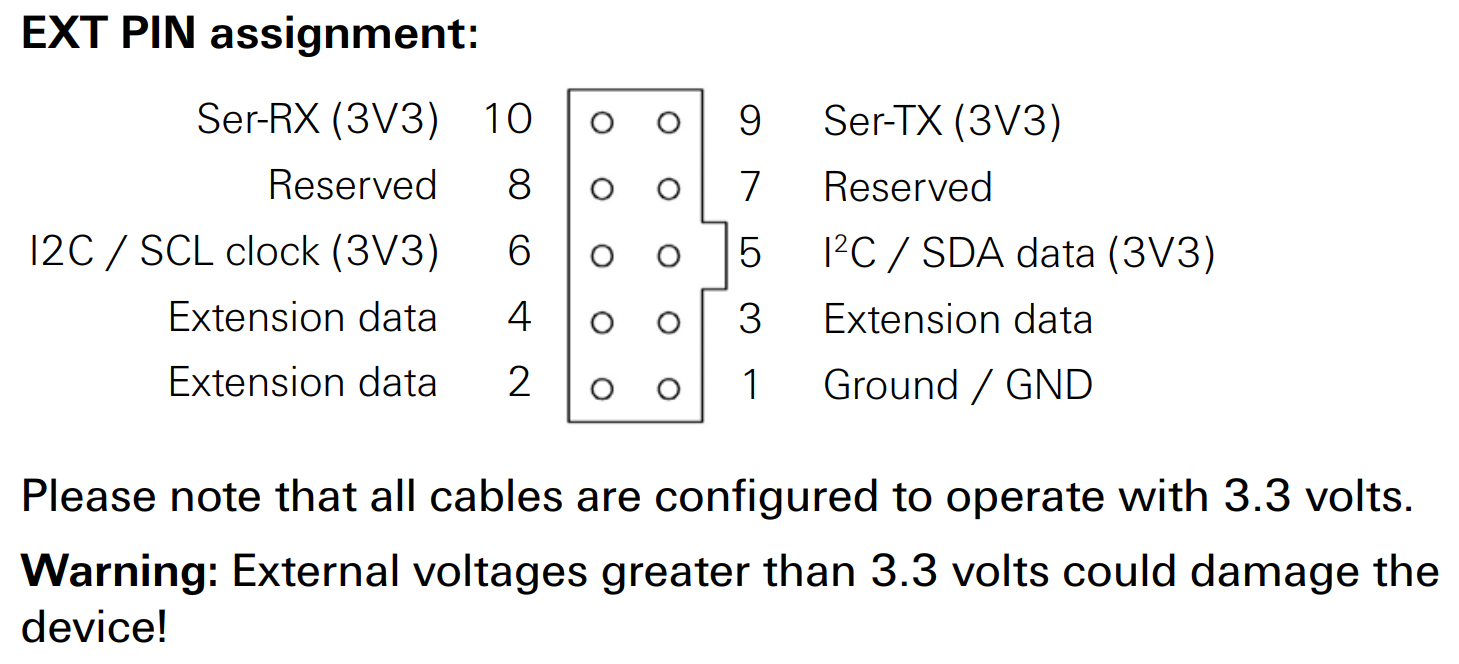 EXT PIN assignment:
Ser-RX (3V3) 10 9 Ser-TX (3V3)
Reserved 8 7 Reserved
I2C / SCL clock (3V3) 6 5 I²C / SDA data (3V3)
Extension data 4 3 Extension data
Extension data 2 1 Ground / GND
Please note that all cables are configured to operate with 3.3 volts.
Warning: External voltages greater than 3.3 volts could damage the
device!